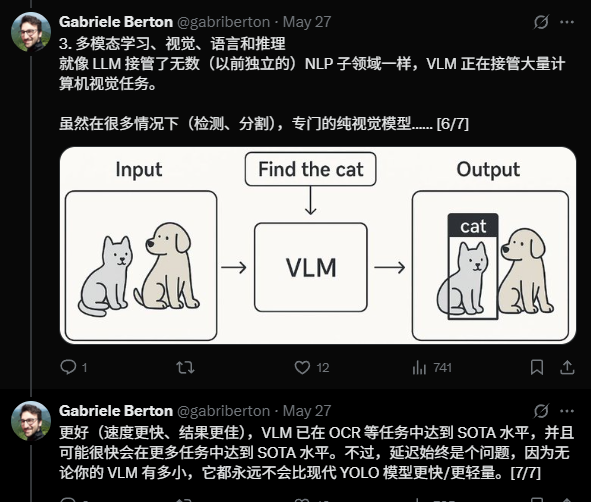 Gabriele Berton @gabriberton · May 27
3. 多模态学习、视觉、语言和推理
就像 LLM 接管了无数（以前独立的）NLP 子领域一样，VLM 正在接管大量计
算机视觉任务。
虽然在很多情况下（检测、分割），专门的纯视觉模型...... [6/7]
Input
Find the cat
Output
VLM
cat
1
12
741
Gabriele Berton @gabriberton · May 27
更好（速度更快、结果更佳），VLM 已在 OCR 等任务中达到 SOTA 水平，并且
可能很快会在更多任务中达到 SOTA 水平。不过，延迟始终是个问题，因为无
论你的 VLM 有多小，它都永远不会比现代 YOLO 模型更快/更轻量。[7/7]